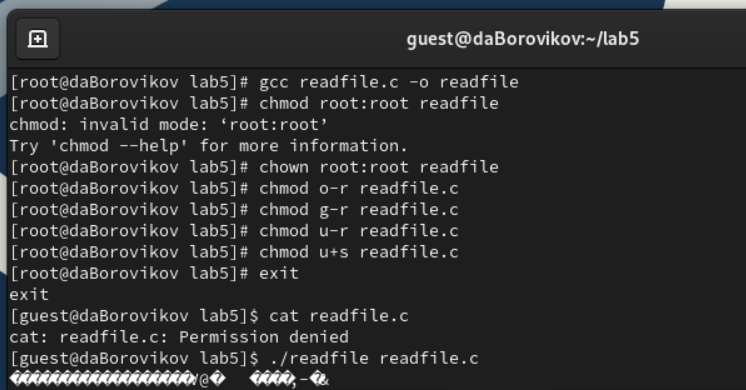 guest@daBorovikov:~/lab5
[root@daBorovikov lab5]# gcc readfile.c -o readfile
[root@daBorovikov lab5]# chmod root:root readfile
chmod: invalid mode: ‘root:root’
Try 'chmod --help' for more information.
[root@daBorovikov lab5]# chown root:root readfile
[root@daBorovikov lab5]# chmod o-r readfile.c
[root@daBorovikov lab5]# chmod g-r readfile.c
[root@daBorovikov lab5]# chmod u-r readfile.c
[root@daBorovikov lab5]# chmod u+s readfile.c
[root@daBorovikov lab5]# exit
exit
[guest@daBorovikov lab5]$ cat readfile.c
cat: readfile.c: Permission denied
[guest@daBorovikov lab5]$ ./readfile readfile.c